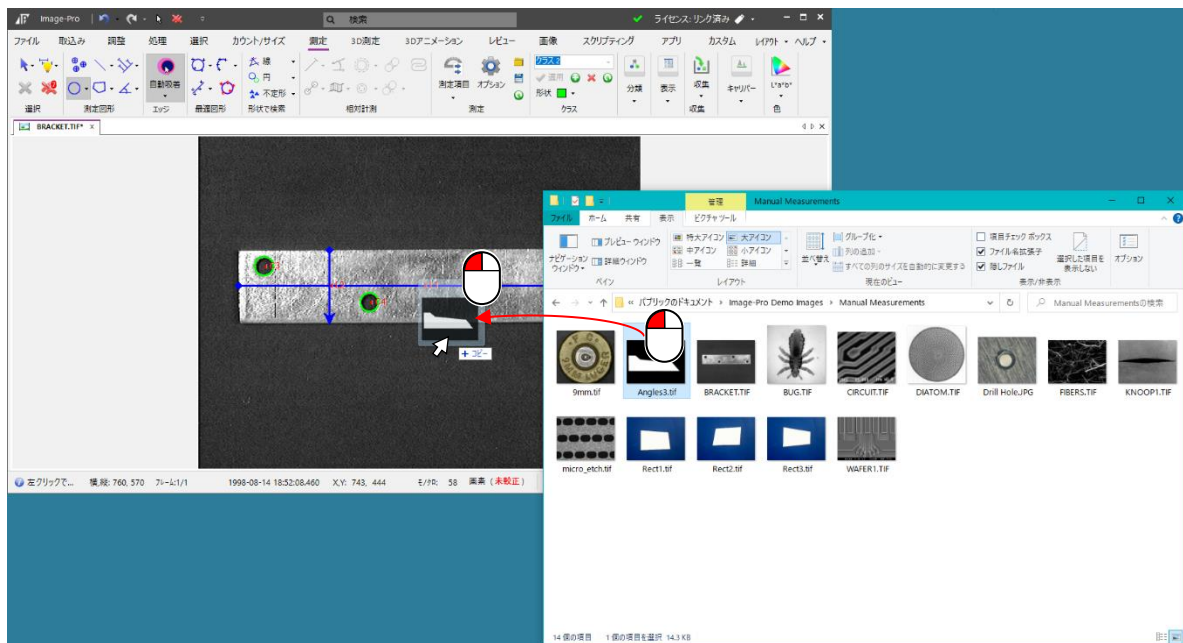 Image-Pro
検索
ライセンス: リンク済み
ファイル 取込み 調整 処理 選択 カウント/サイズ 測定 3D測定 3Dアニメーション レビュー 画像 スクリプティング アプリ カスタム レイアウト ヘルプ
線
円
不定形
自動吸着
測定項目 オプション
クラス 2
適用
形状
分類 表示 収集 キャリバー L*a*b*
選択 測定図形 エッジ 最適図形 形状で検索 相対計測 測定 クラス 収集 色
BRACKET.TIF* x
左クリックで... 横,縦: 760, 570 フレーム:1/1 1998-08-14 18:52:08.460 X,Y: 743, 444 モノクロ: 58 画素 ( 未較正 )
+ コピー
管理 Manual Measurements
ファイル ホーム 共有 表示 ピクチャ ツール
ナビゲーション ウィンドウ
プレビュー ウィンドウ
詳細ウィンドウ
特大アイコン 大アイコン
中アイコン 小アイコン
一覧 詳細
並べ替え
グループ化
列の追加
すべての列のサイズを自動的に変更する
項目チェック ボックス
ファイル名拡張子
隠しファイル
選択した項目を 表示しない
オプション
ペイン レイアウト 現在のビュー 表示/非表示
« パブリックのドキュメント › Image-Pro Demo Images › Manual Measurements
Manual Measurementsの検索
9mm.tif Angles3.tif BRACKET.TIF BUG.TIF CIRCUIT.TIF DIATOM.TIF Drill Hole.JPG FIBERS.TIF KNOOP1.TIF
micro_etch.tif Rect1.tif Rect2.tif Rect3.tif WAFER1.TIF
14 個の項目 1 個の項目を選択 14.3 KB